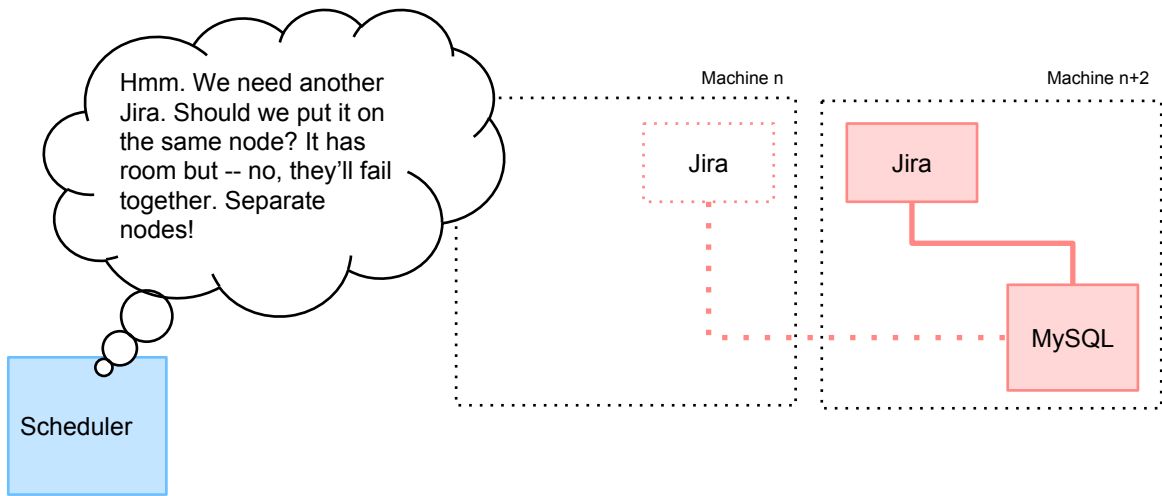 Hmm. We need another
Jira. Should we put it on
the same node? It has
room but -- no, they’ll fail
together. Separate
nodes!
Machine n
Machine n+2
Jira
Jira
MySQL
Scheduler